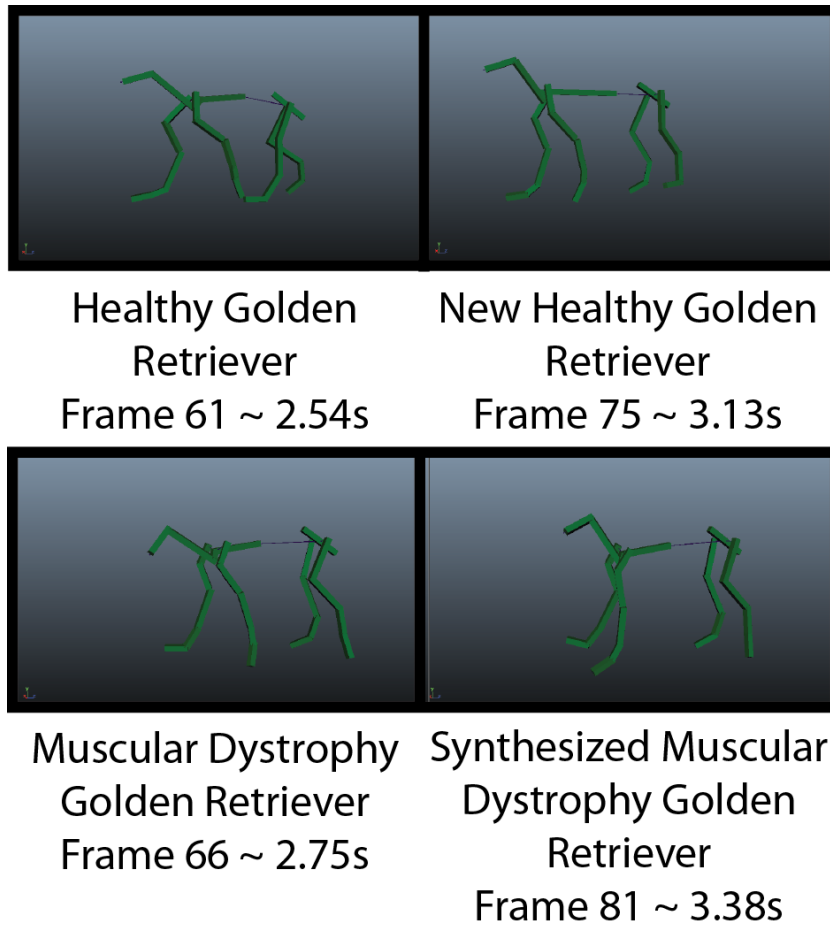 Healthy Golden
Retriever
Frame 61 ~ 2.54s
New Healthy Golden
Retriever
Frame 75 ~ 3.13s
Muscular Dystrophy
Golden Retriever
Frame 66 ~ 2.75s
Synthesized Muscular
Dystrophy Golden
Retriever
Frame 81 ~ 3.38s